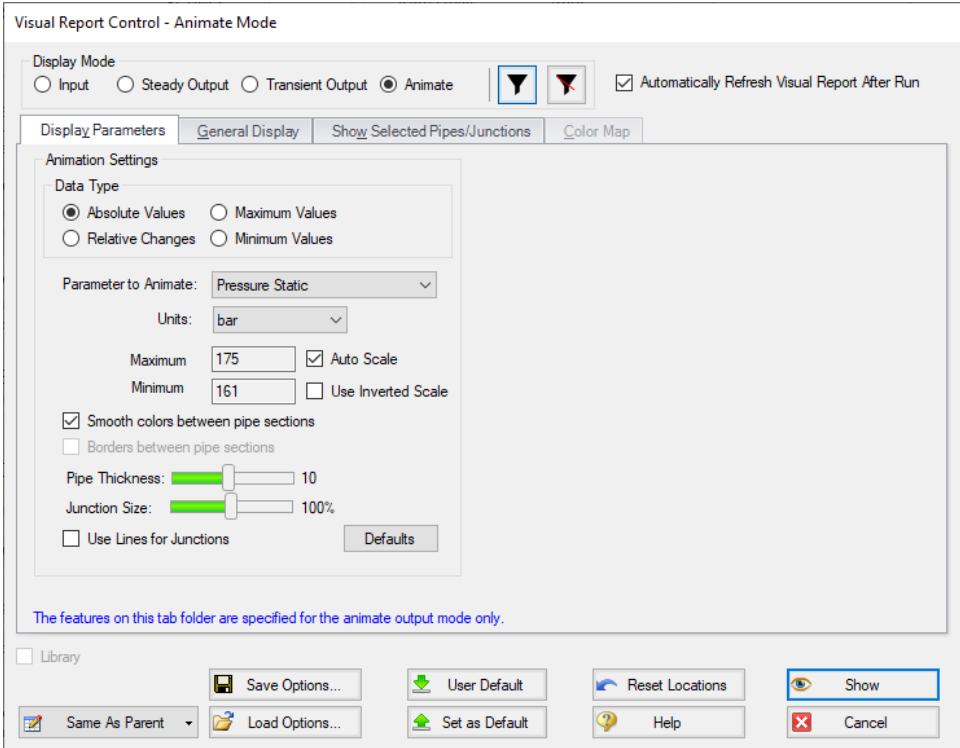 Visual Report Control - Animate Mode
Display Mode
Input Steady Output Transient Output Animate
Automatically Refresh Visual Report After Run
Display Parameters General Display Show Selected Pipes/Junctions Color Map
Animation Settings
Data Type
Absolute Values Maximum Values
Relative Changes Minimum Values
Parameter to Animate: Pressure Static
Units: bar
Maximum 175 Auto Scale
Minimum 161 Use Inverted Scale
Smooth colors between pipe sections
Borders between pipe sections
Pipe Thickness: 10
Junction Size: 100%
Use Lines for Junctions Defaults
The features on this tab folder are specified for the animate output mode only.
Library
Save Options... User Default Reset Locations Show
Same As Parent Load Options... Set as Default Help Cancel